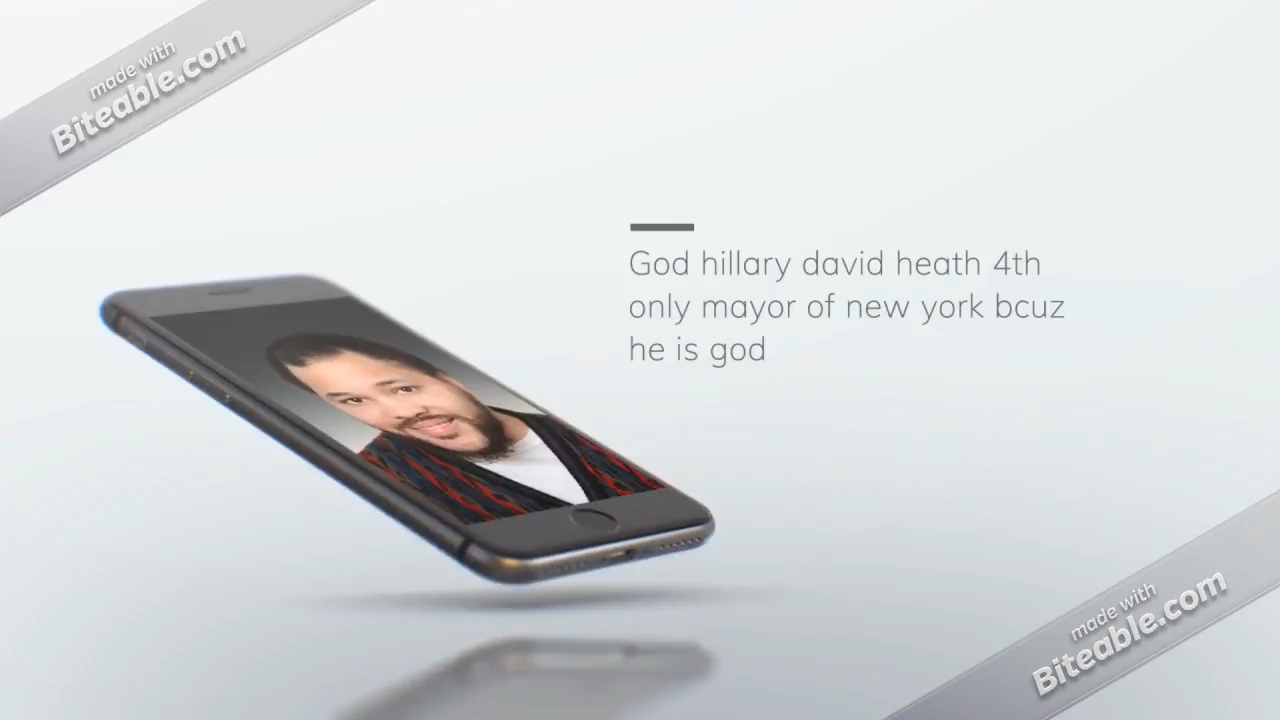 made with
Biteable.com
God hillary david heath 4th
only mayor of new york bcuz
he is god
made with
Biteable.com